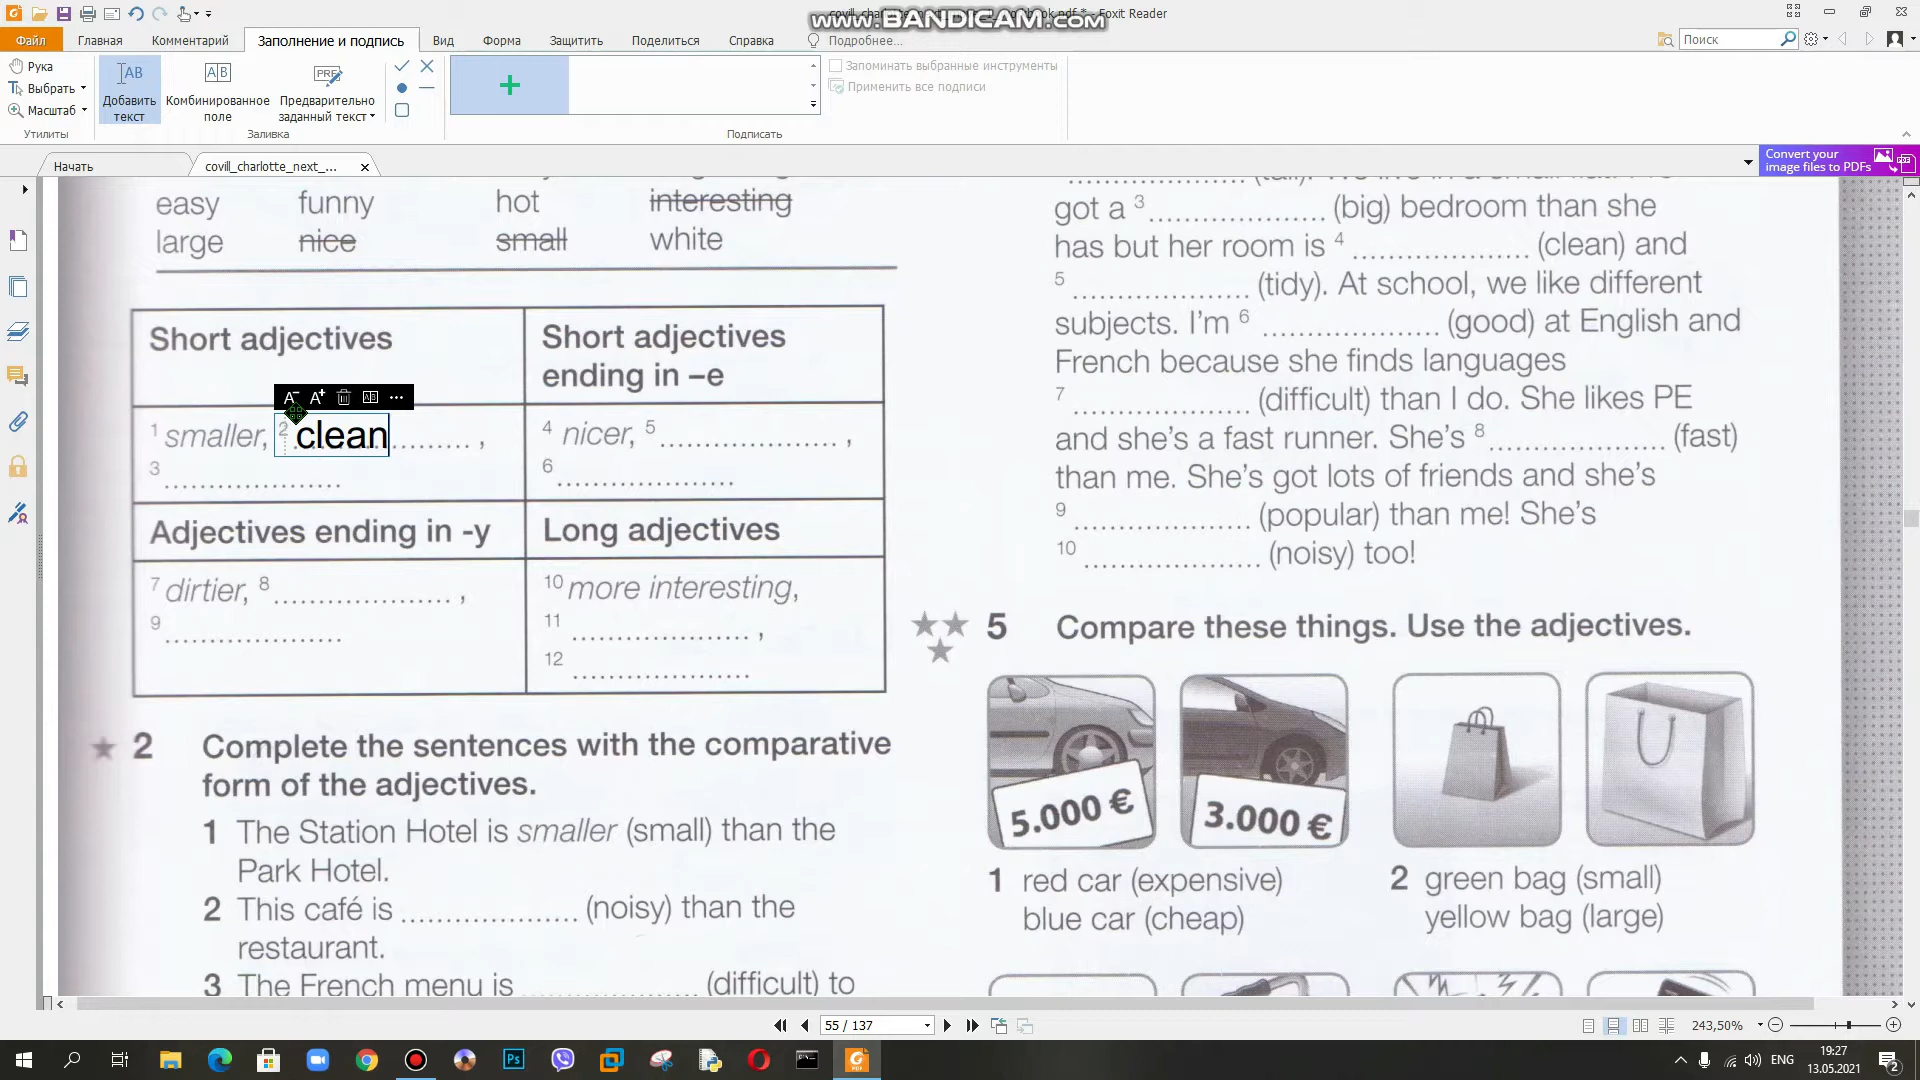 www.BANDICAM.com
Foxit Reader
Файл Главная Комментарий Заполнение и подпись Вид Форма Защитить Поделиться Справка Подробнее... Поиск
Рука
Выбрать
Масштаб
Утилиты
Добавить текст
Комбинированное поле
Предварительно заданный текст
Заливка
Запоминать выбранные инструменты
Применить все подписи
Подписать
Начать
covill_charlotte_next_...
Convert your
image files to PDFs
easy funny hot interesting
large nice small white
Short adjectives
Short adjectives
ending in –e
1 smaller, 2 clean.........,
3 ....................
4 nicer, 5 ....................,
6 ....................
Adjectives ending in -y
Long adjectives
7 dirtier, 8 ....................,
9 ....................
10 more interesting,
11 ....................,
12 ....................
2 Complete the sentences with the comparative
form of the adjectives.
1 The Station Hotel is smaller (small) than the
Park Hotel.
2 This café is .................... (noisy) than the
restaurant.
3 The French menu is .................... (difficult) to
got a 3 .................... (big) bedroom than she
has but her room is 4 .................... (clean) and
5 .................... (tidy). At school, we like different
subjects. I'm 6 .................... (good) at English and
French because she finds languages
7 .................... (difficult) than I do. She likes PE
and she's a fast runner. She's 8 .................... (fast)
than me. She's got lots of friends and she's
9 .................... (popular) than me! She's
10 .................... (noisy) too!
5 Compare these things. Use the adjectives.
5.000 €
3.000 €
1 red car (expensive)
blue car (cheap)
2 green bag (small)
yellow bag (large)
55 / 137
243,50%
ENG
19:27
13.05.2021
2